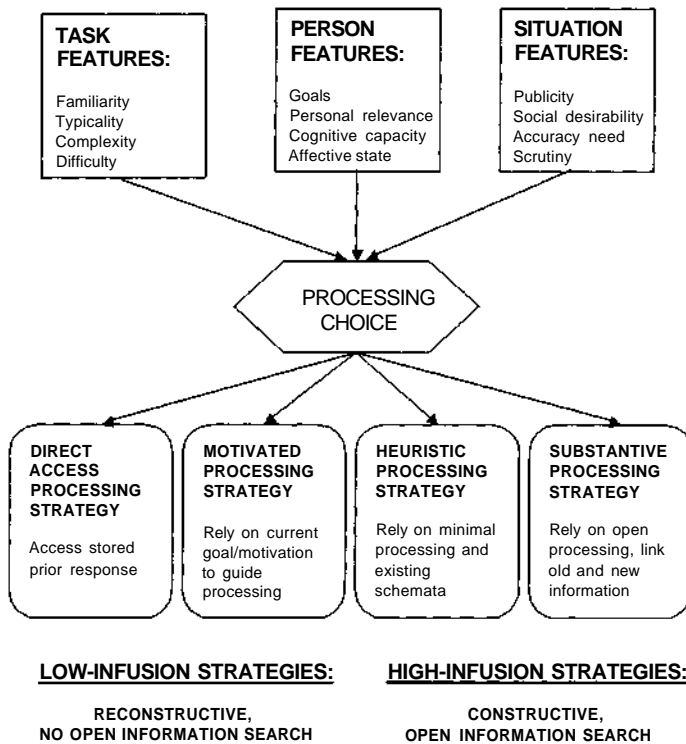 TASK
FEATURES:
Familiarity
Typicality
Complexity
Difficulty
PERSON
FEATURES:
Goals
Personal relevance
Cognitive capacity
Affective state
SITUATION
FEATURES:
Publicity
Social desirability
Accuracy need
Scrutiny
PROCESSING
CHOICE
DIRECT
ACCESS
PROCESSING
STRATEGY
Access stored
prior response
MOTIVATED
PROCESSING
STRATEGY
Rely on current
goal/motivation
to guide
processing
HEURISTIC
PROCESSING
STRATEGY
Rely on minimal
processing and
existing
schemata
SUBSTANTIVE
PROCESSING
STRATEGY
Rely on open
processing, link
old and new
information
LOW-INFUSION STRATEGIES:
RECONSTRUCTIVE,
NO OPEN INFORMATION SEARCH
HIGH-INFUSION STRATEGIES:
CONSTRUCTIVE,
OPEN INFORMATION SEARCH